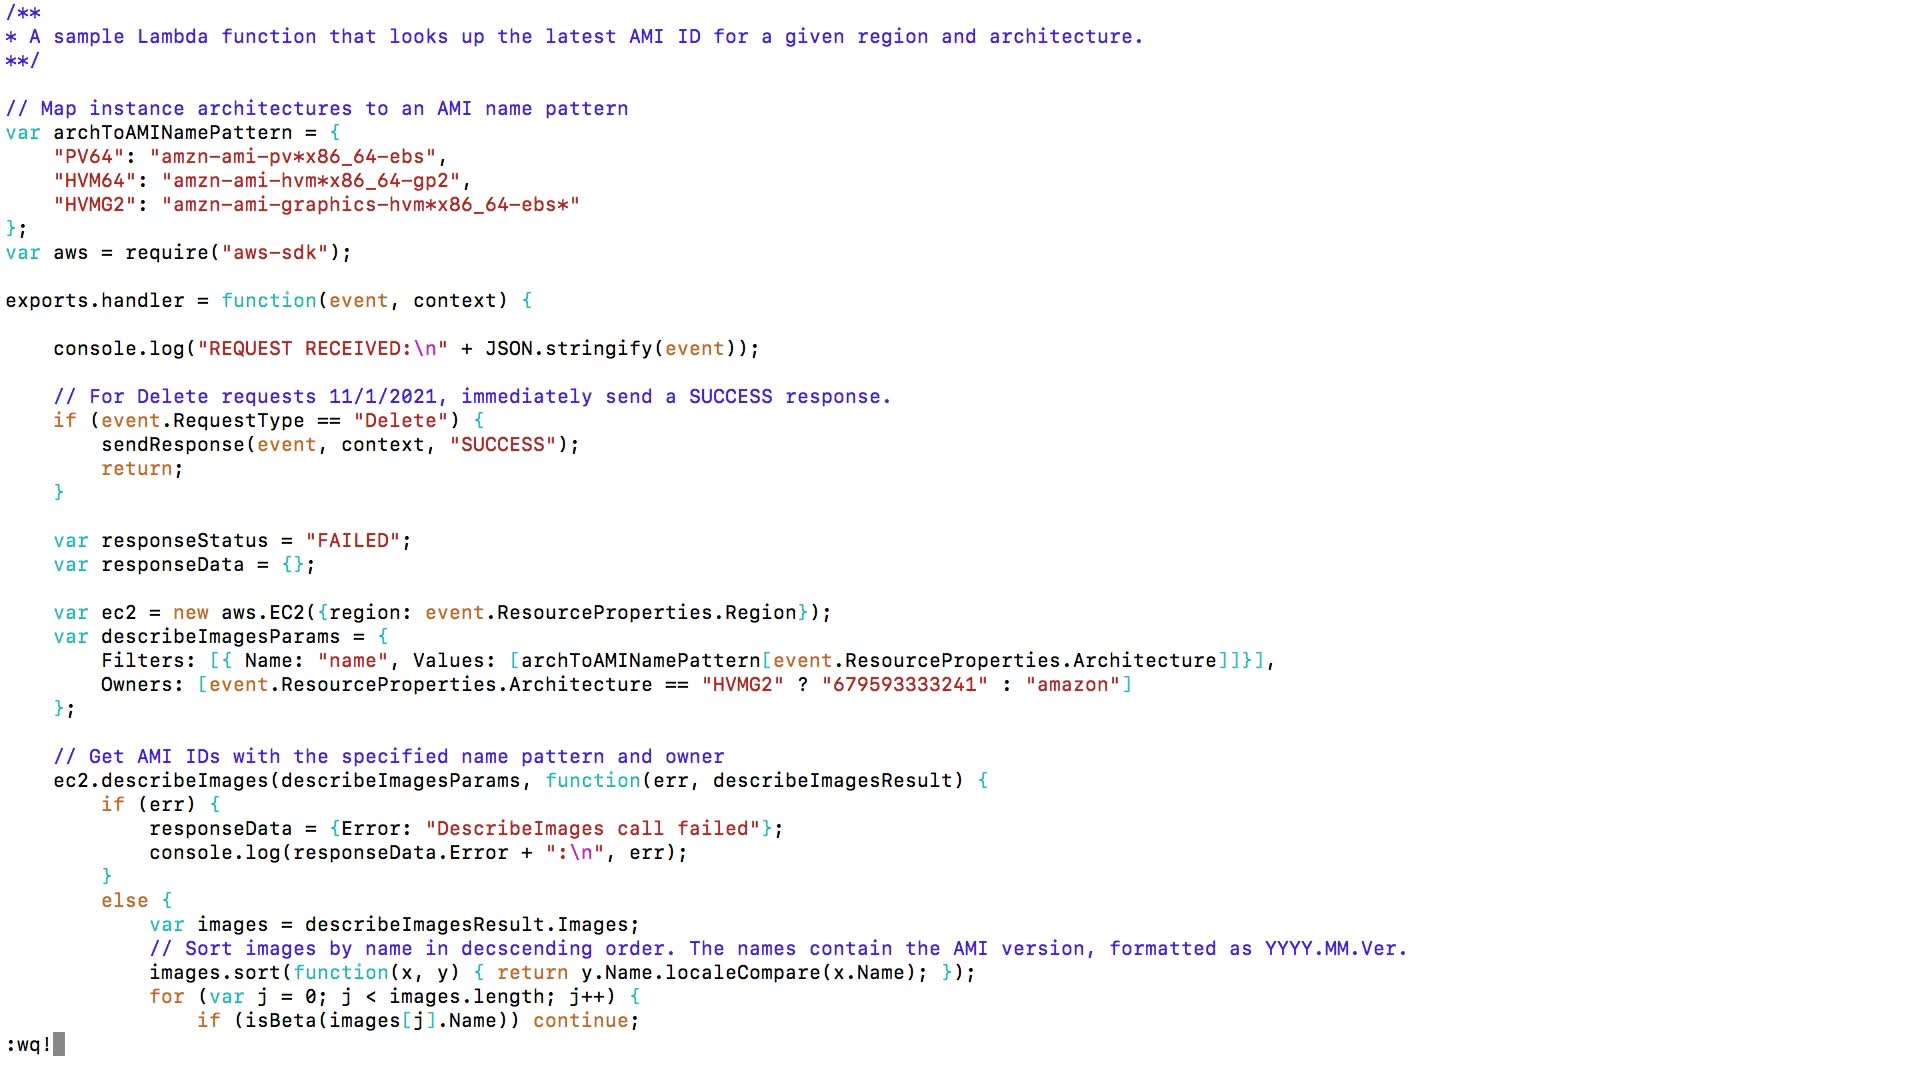 /**
* A sample Lambda function that looks up the latest AMI ID for a given region and architecture.
**/
// Map instance architectures to an AMI name pattern
var archToAMINamePattern = {
    "PV64": "amzn-ami-pv*x86_64-ebs",
    "HVM64": "amzn-ami-hvm*x86_64-gp2",
    "HVMG2": "amzn-ami-graphics-hvm*x86_64-ebs*"
};
var aws = require("aws-sdk");
exports.handler = function(event, context) {
    console.log("REQUEST RECEIVED:\n" + JSON.stringify(event));
    // For Delete requests 11/1/2021, immediately send a SUCCESS response.
    if (event.RequestType == "Delete") {
        sendResponse(event, context, "SUCCESS");
        return;
    }
    var responseStatus = "FAILED";
    var responseData = {};
    var ec2 = new aws.EC2({region: event.ResourceProperties.Region});
    var describeImagesParams = {
        Filters: [{ Name: "name", Values: [archToAMINamePattern[event.ResourceProperties.Architecture]]}],
        Owners: [event.ResourceProperties.Architecture == "HVMG2" ? "679593333241" : "amazon"]
    };
    // Get AMI IDs with the specified name pattern and owner
    ec2.describeImages(describeImagesParams, function(err, describeImagesResult) {
        if (err) {
            responseData = {Error: "DescribeImages call failed"};
            console.log(responseData.Error + ":\n", err);
        }
        else {
            var images = describeImagesResult.Images;
            // Sort images by name in decscending order. The names contain the AMI version, formatted as YYYY.MM.Ver.
            images.sort(function(x, y) { return y.Name.localeCompare(x.Name); });
            for (var j = 0; j < images.length; j++) {
                if (isBeta(images[j].Name)) continue;
:wq!